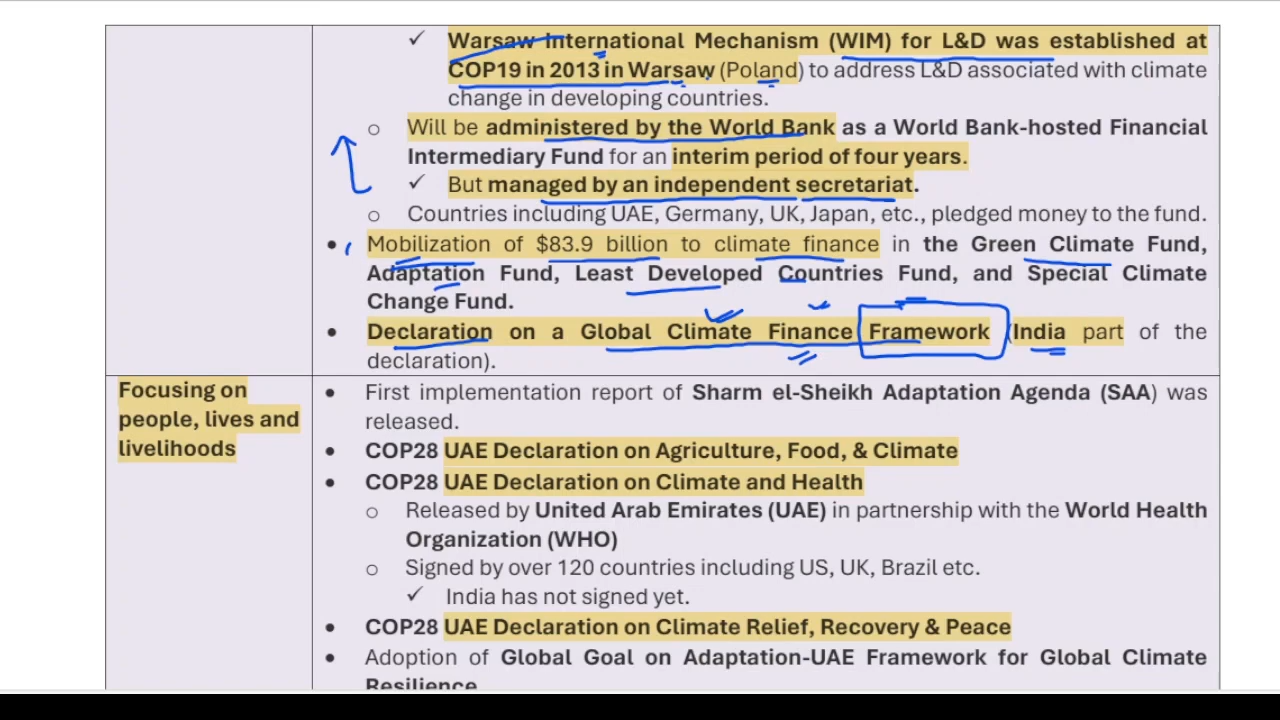 ✓ Warsaw International Mechanism (WIM) for L&D was established at
COP19 in 2013 in Warsaw (Poland) to address L&D associated with climate
change in developing countries.
o Will be administered by the World Bank as a World Bank-hosted Financial
Intermediary Fund for an interim period of four years.
✓ But managed by an independent secretariat.
o Countries including UAE, Germany, UK, Japan, etc., pledged money to the fund.
• Mobilization of $83.9 billion to climate finance in the Green Climate Fund,
Adaptation Fund, Least Developed Countries Fund, and Special Climate
Change Fund.
• Declaration on a Global Climate Finance Framework (India part of the
declaration).
Focusing on
people, lives and
livelihoods
• First implementation report of Sharm el-Sheikh Adaptation Agenda (SAA) was
released.
• COP28 UAE Declaration on Agriculture, Food, & Climate
• COP28 UAE Declaration on Climate and Health
o Released by United Arab Emirates (UAE) in partnership with the World Health
Organization (WHO)
o Signed by over 120 countries including US, UK, Brazil etc.
✓ India has not signed yet.
• COP28 UAE Declaration on Climate Relief, Recovery & Peace
• Adoption of Global Goal on Adaptation-UAE Framework for Global Climate
Resilience